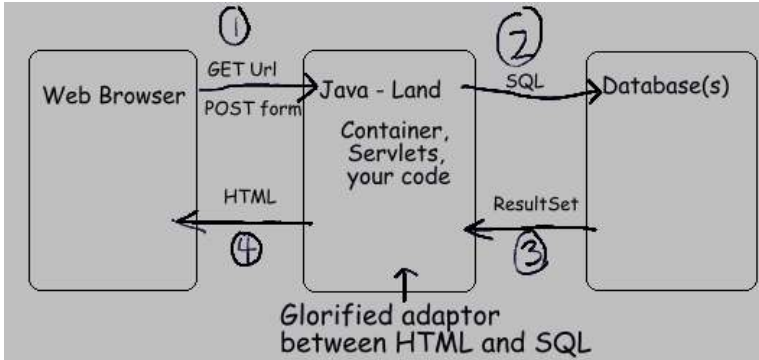 ①
②
GET Url
POST form
Web Browser
Java - Land
Container,
Servlets,
your code
SQL
Database(s)
HTML
④
ResultSet
③
Glorified adaptor
between HTML and SQL